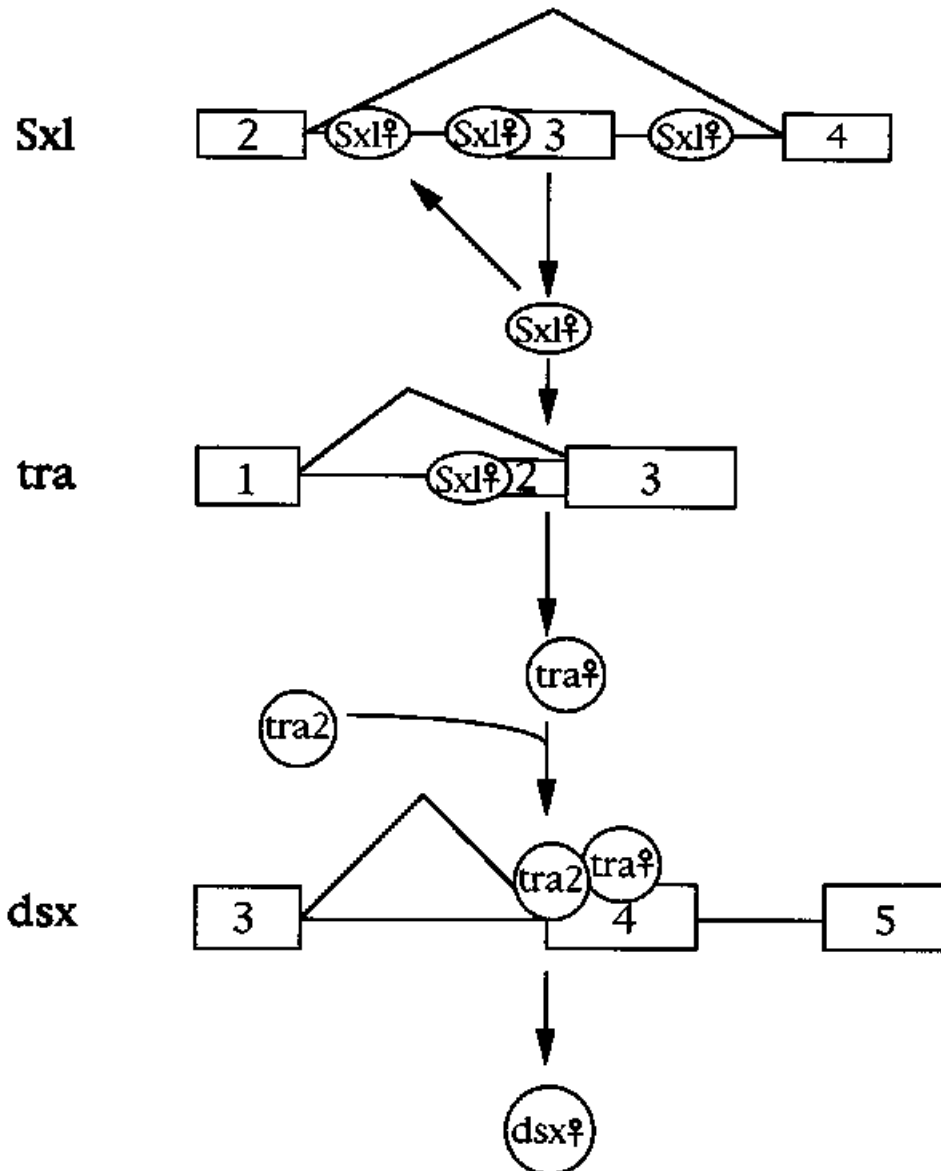 Sxl 2 Sxl♀ Sxl♀ 3 Sxl♀ 4
Sxl♀
tra 1 Sxl♀ 2 3
tra♀
tra2
tra2 tra♀
dsx 3 4 5
dsx♀